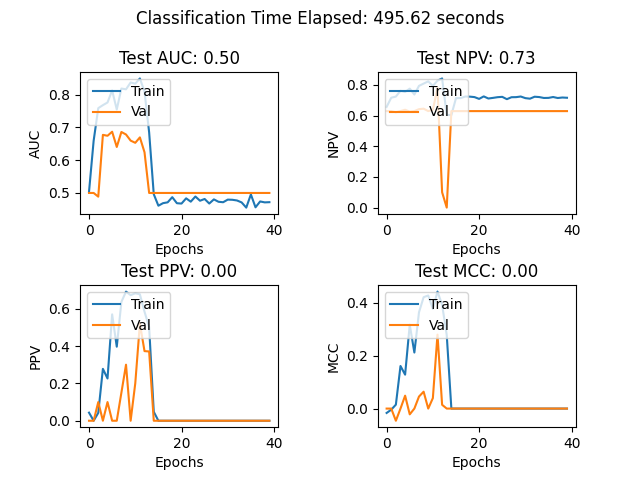 Classification Time Elapsed: 495.62 seconds
Test AUC: 0.50
AUC
0.8
0.7
0.6
0.5
Train
Val
0 20 40
Epochs
Test NPV: 0.73
NPV
0.8
0.6
0.4
0.2
0.0
Train
Val
0 20 40
Epochs
Test PPV: 0.00
PPV
0.6
0.4
0.2
0.0
Train
Val
0 20 40
Epochs
Test MCC: 0.00
MCC
0.4
0.2
0.0
Train
Val
0 20 40
Epochs